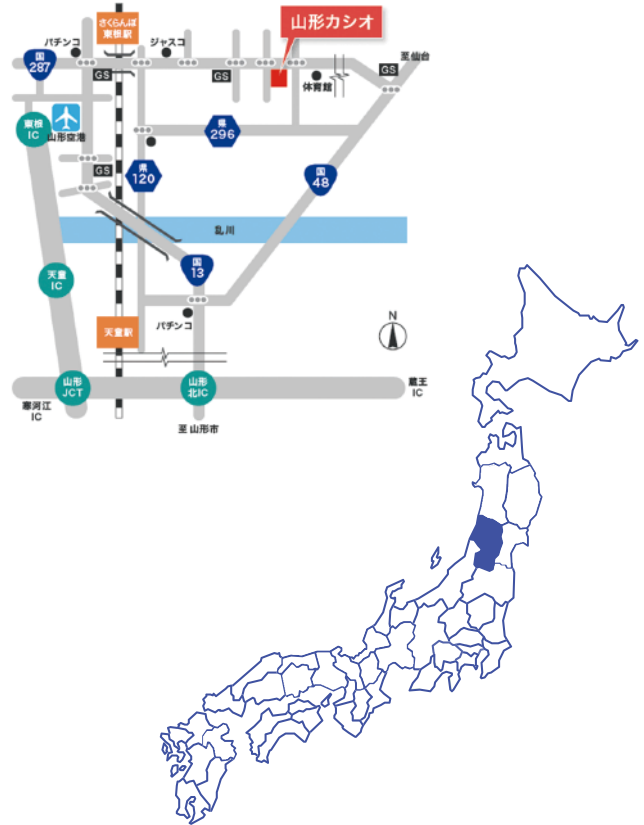 さくらんぼ
東根駅
山形カシオ
パチンコ
ジャスコ
至仙台
国
287
GS
GS
体育館
GS
東根
IC
山形空港
県
296
GS
県
120
国
48
乱川
天童
IC
国
13
パチンコ
天童駅
N
山形
JCT
山形
北IC
蔵王
IC
寒河江
IC
至山形市